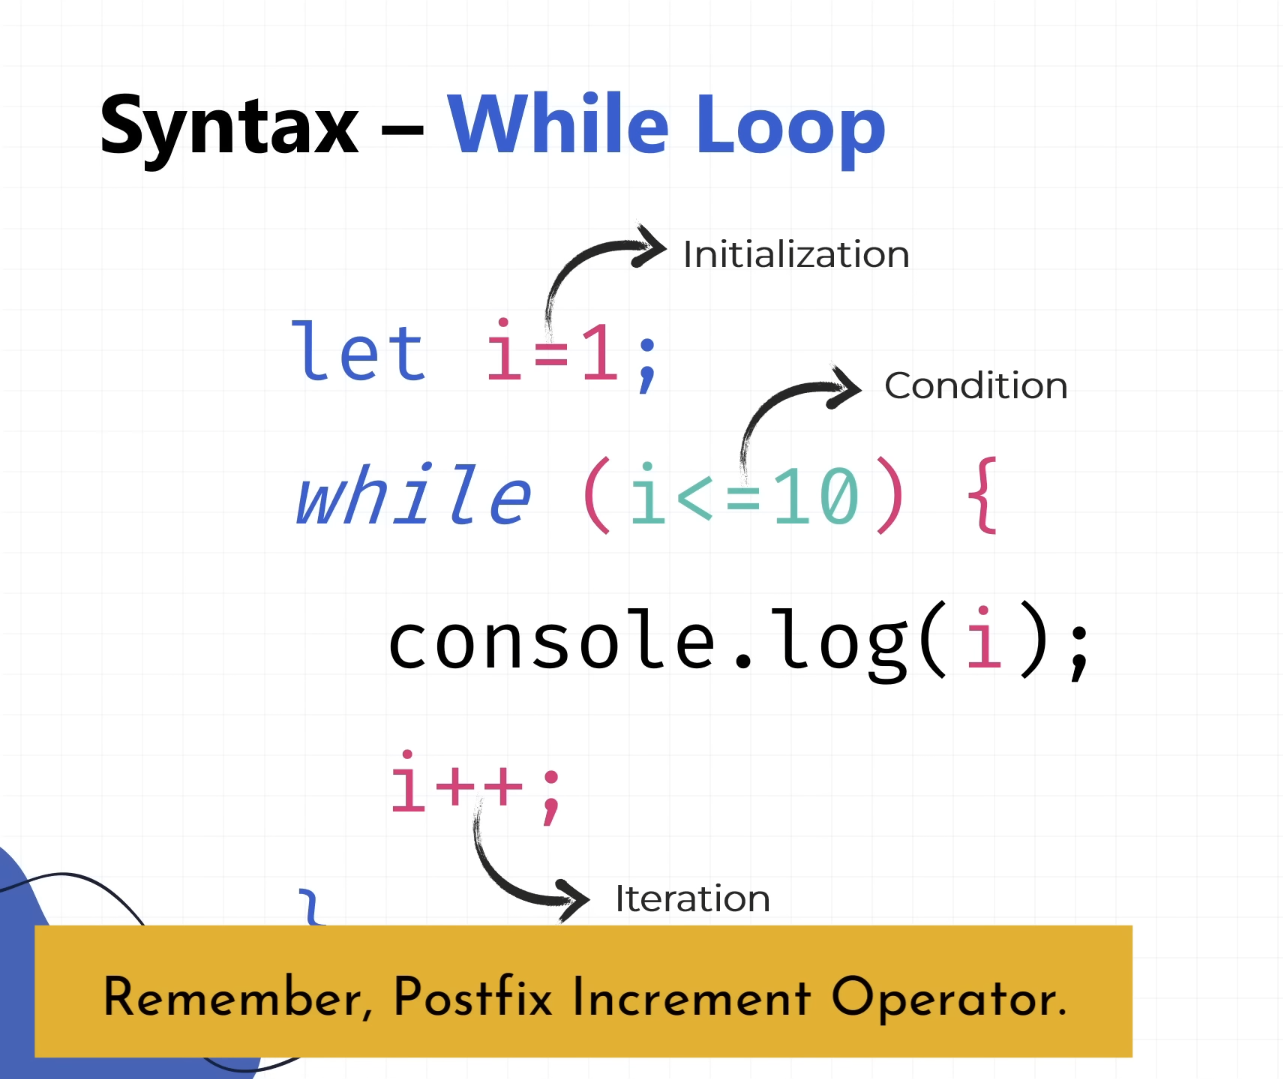 Syntax – While Loop
Initialization
let i=1;
Condition
while (i<=10) {
console.log(i);
i++;
Iteration
}
Remember, Postfix Increment Operator.